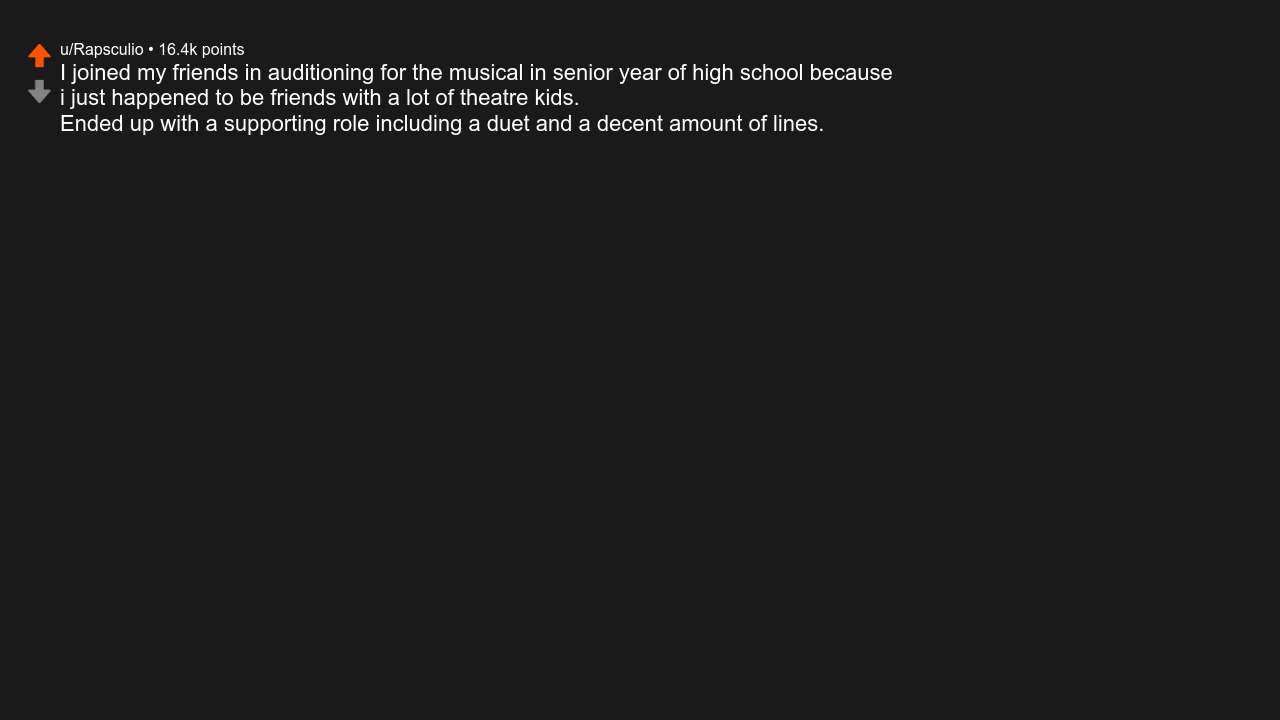 u/Rapsculio • 16.4k points
I joined my friends in auditioning for the musical in senior year of high school because
i just happened to be friends with a lot of theatre kids.
Ended up with a supporting role including a duet and a decent amount of lines.